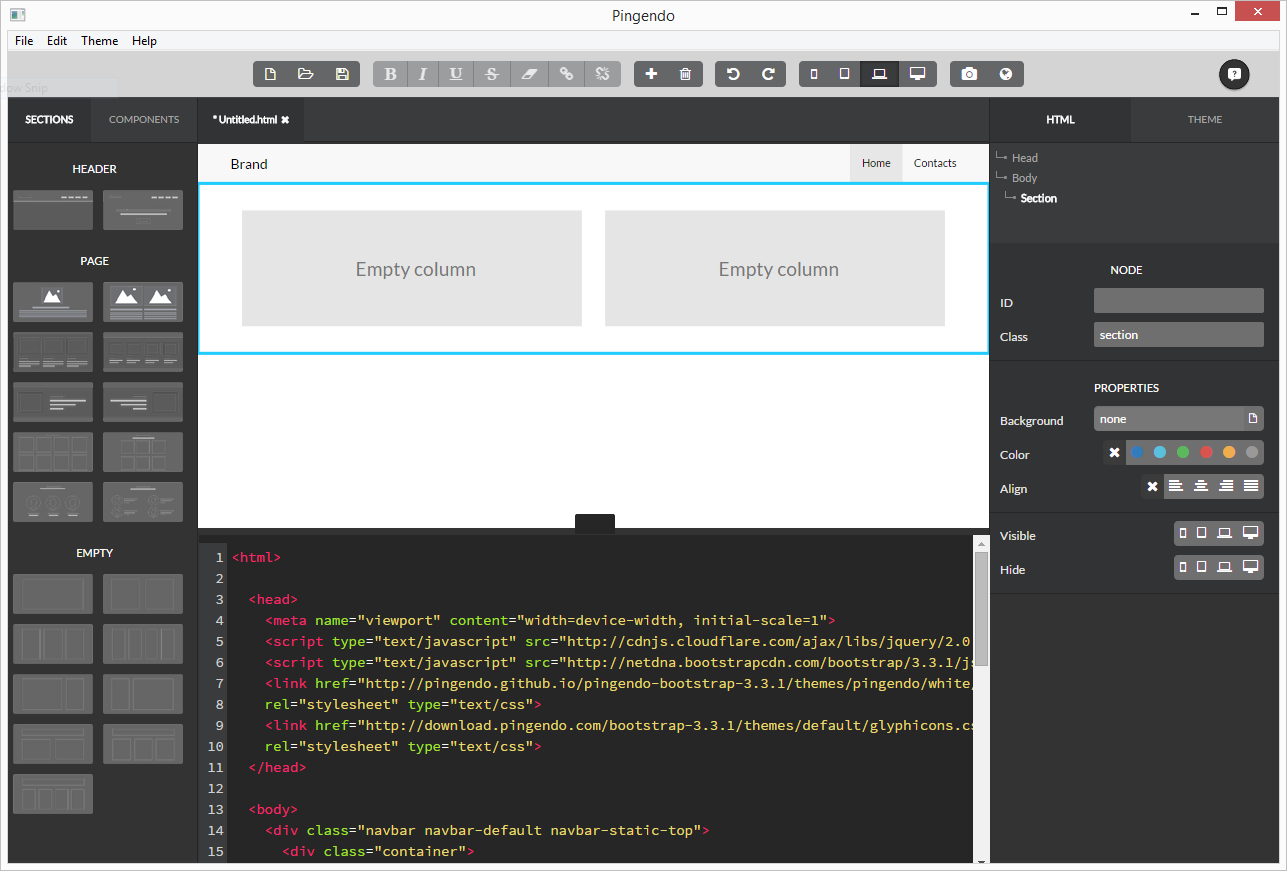 Pingendo
File Edit Theme Help
B I U S
dow Snip
SECTIONS COMPONENTS
* Untitled.html
HTML THEME
HEADER
PAGE
EMPTY
Brand
Home Contacts
Empty column Empty column
1 <html>
2
3 <head>
4 <meta name="viewport" content="width=device-width, initial-scale=1">
5 <script type="text/javascript" src="http://cdnjs.cloudflare.com/ajax/libs/jquery/2.0
6 <script type="text/javascript" src="http://netdna.bootstrapcdn.com/bootstrap/3.3.1/js
7 <link href="http://pingendo.github.io/pingendo-bootstrap-3.3.1/themes/pingendo/white/
8 rel="stylesheet" type="text/css">
9 <link href="http://download.pingendo.com/bootstrap-3.3.1/themes/default/glyphicons.cs
10 rel="stylesheet" type="text/css">
11 </head>
12
13 <body>
14 <div class="navbar navbar-default navbar-static-top">
15 <div class="container">
Head
Body
Section
NODE
ID
Class section
PROPERTIES
Background none
Color
Align
Visible
Hide